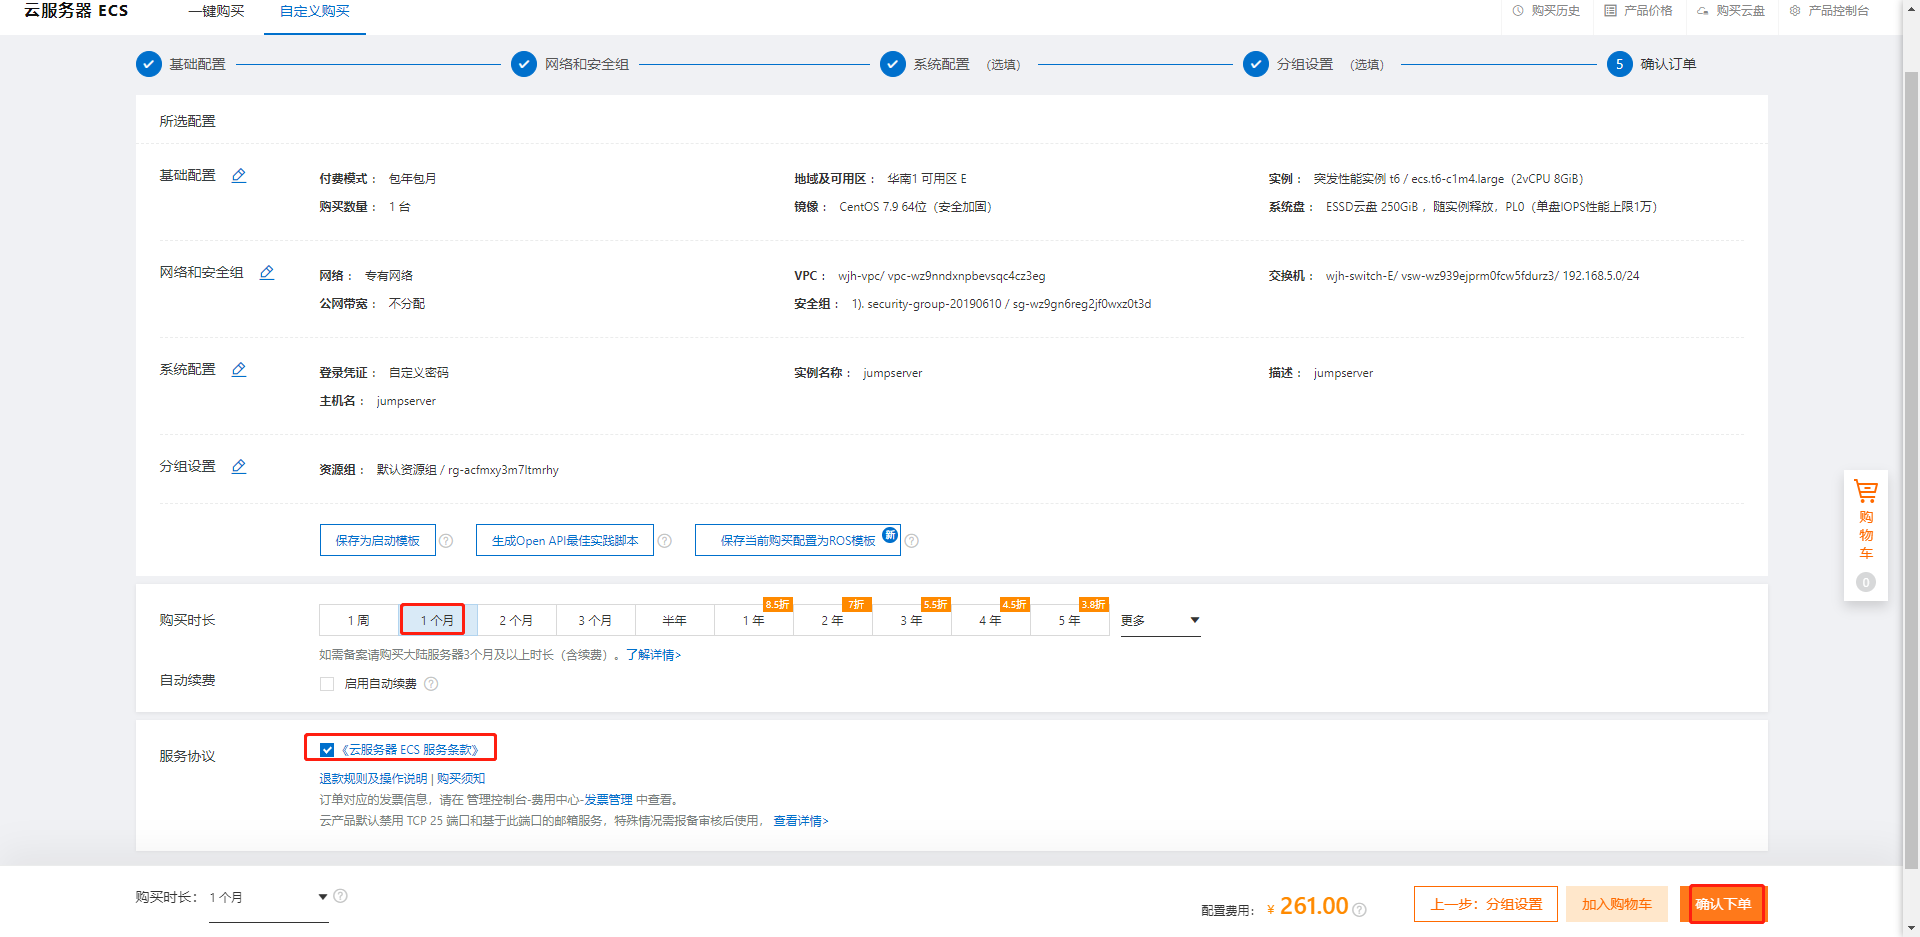 云服务器 ECS 一键购买 自定义购买 购买历史 产品价格 购买云盘 产品控制台
基础配置 网络和安全组 系统配置 (选填) 分组设置 (选填) 5 确认订单
所选配置
基础配置 付费模式： 包年包月 地域及可用区： 华南1 可用区 E 实例： 突发性能实例 t6 / ecs.t6-c1m4.large（2vCPU 8GiB）
购买数量： 1 台 镜像： CentOS 7.9 64位（安全加固） 系统盘： ESSD云盘 250GiB， 随实例释放， PL0（单盘IOPS性能上限1万）
网络和安全组 网络： 专有网络 VPC： wjh-vpc/ vpc-wz9nndxnpbevsqc4cz3eg 交换机： wjh-switch-E/ vsw-wz939ejprm0fcw5fdurz3/ 192.168.5.0/24
公网带宽： 不分配 安全组： 1). security-group-20190610 / sg-wz9gn6reg2jf0wxz0t3d
系统配置 登录凭证： 自定义密码 实例名称： jumpserver 描述： jumpserver
主机名： jumpserver
分组设置 资源组： 默认资源组 / rg-acfmxy3m7ltmrhy
保存为启动模板 ? 生成Open API最佳实践脚本 ? 保存当前购买配置为ROS模板 新 ?
购物车
0
8.5折 7折 5.5折 4.5折 3.8折
购买时长 1 周 1 个月 2 个月 3 个月 半年 1 年 2 年 3 年 4 年 5 年 更多
如需备案请购买大陆服务器3个月及以上时长（含续费）。了解详情>
自动续费 启用自动续费 ?
服务协议 《云服务器 ECS 服务条款》
退款规则及操作说明 | 购买须知
订单对应的发票信息，请在 管理控制台-费用中心-发票管理 中查看。
云产品默认禁用 TCP 25 端口和基于此端口的邮箱服务，特殊情况需报备审核后使用， 查看详情>
购买时长： 1 个月 ? 配置费用： ¥ 261.00 ? 上一步：分组设置 加入购物车 确认下单